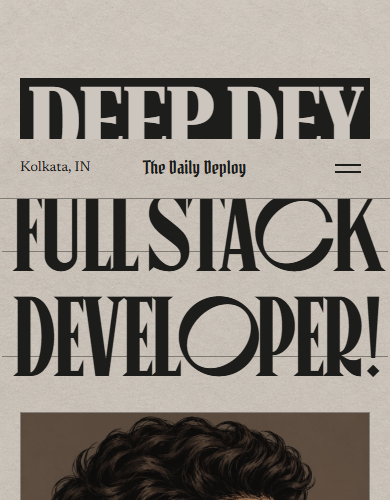 DEEP DEY
Kolkata, IN
The Daily Deploy
FULL STACK
DEVELOPER!